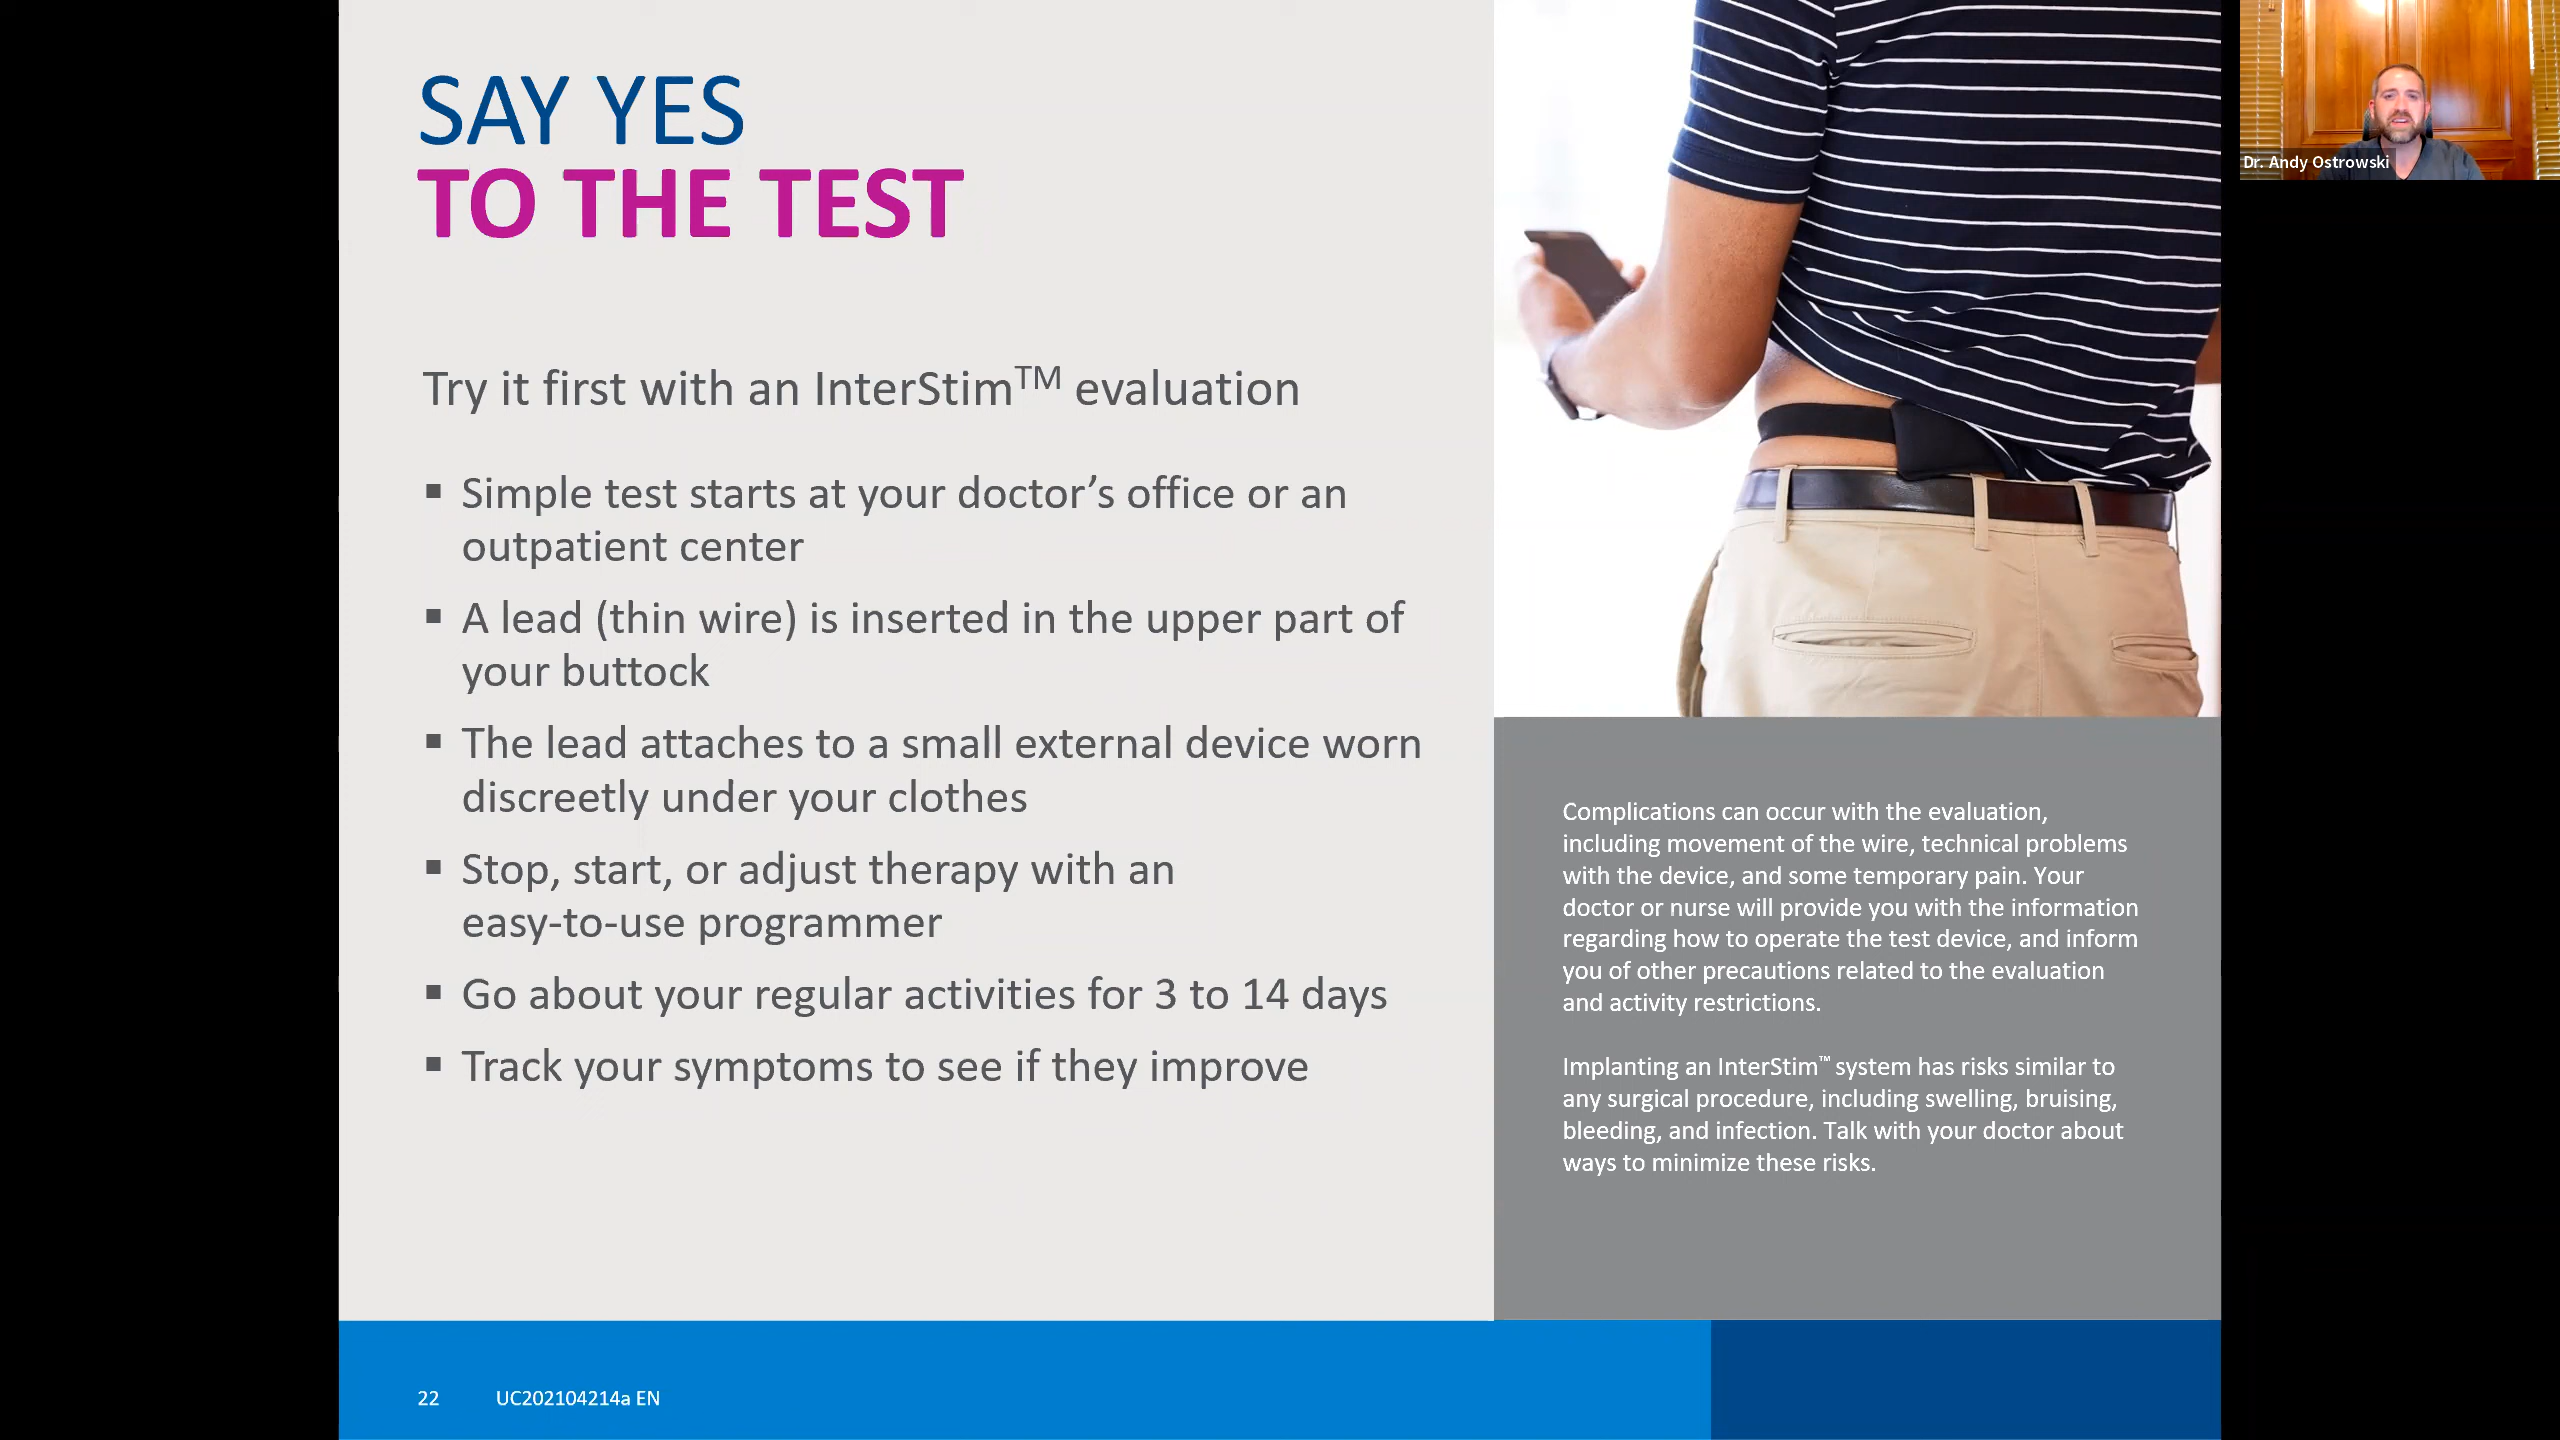 SAY YES
TO THE TEST
Try it first with an InterStim™ evaluation
▪ Simple test starts at your doctor’s office or an
outpatient center
▪ A lead (thin wire) is inserted in the upper part of
your buttock
▪ The lead attaches to a small external device worn
discreetly under your clothes
▪ Stop, start, or adjust therapy with an
easy-to-use programmer
▪ Go about your regular activities for 3 to 14 days
▪ Track your symptoms to see if they improve
Complications can occur with the evaluation,
including movement of the wire, technical problems
with the device, and some temporary pain. Your
doctor or nurse will provide you with the information
regarding how to operate the test device, and inform
you of other precautions related to the evaluation
and activity restrictions.
Implanting an InterStim™ system has risks similar to
any surgical procedure, including swelling, bruising,
bleeding, and infection. Talk with your doctor about
ways to minimize these risks.
22 UC202104214a EN
Dr. Andy Ostrowski